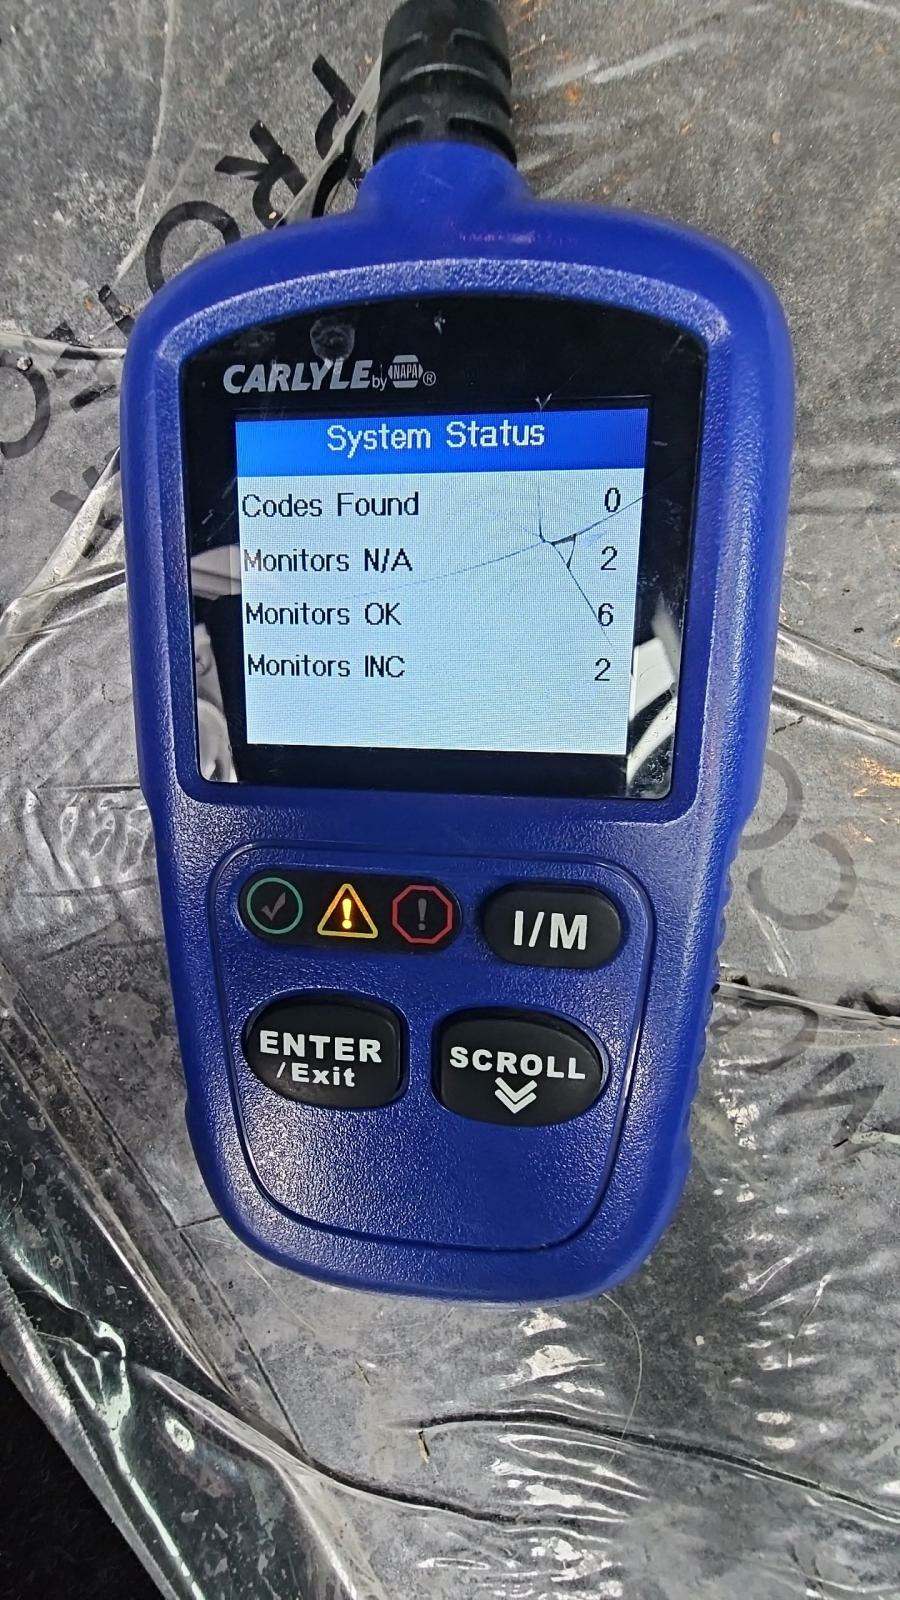 CARLYLE by NAPA ®
System Status
Codes Found 0
Monitors N/A 2
Monitors OK 6
Monitors INC 2
I/M
ENTER
/Exit
SCROLL